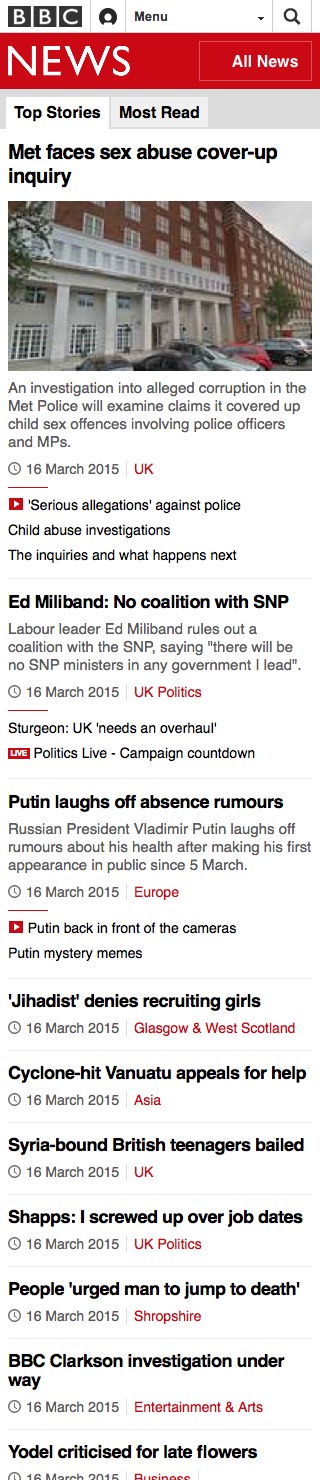 BBC Menu
NEWS All News
Top Stories Most Read
Met faces sex abuse cover-up
inquiry
An investigation into alleged corruption in the
Met Police will examine claims it covered up
child sex offences involving police officers
and MPs.
16 March 2015 UK
'Serious allegations' against police
Child abuse investigations
The inquiries and what happens next
Ed Miliband: No coalition with SNP
Labour leader Ed Miliband rules out a
coalition with the SNP, saying "there will be
no SNP ministers in any government I lead".
16 March 2015 UK Politics
Sturgeon: UK 'needs an overhaul'
LIVE Politics Live - Campaign countdown
Putin laughs off absence rumours
Russian President Vladimir Putin laughs off
rumours about his health after making his first
appearance in public since 5 March.
16 March 2015 Europe
Putin back in front of the cameras
Putin mystery memes
'Jihadist' denies recruiting girls
16 March 2015 Glasgow & West Scotland
Cyclone-hit Vanuatu appeals for help
16 March 2015 Asia
Syria-bound British teenagers bailed
16 March 2015 UK
Shapps: I screwed up over job dates
16 March 2015 UK Politics
People 'urged man to jump to death'
16 March 2015 Shropshire
BBC Clarkson investigation under
way
16 March 2015 Entertainment & Arts
Yodel criticised for late flowers
16 March 2015 Business